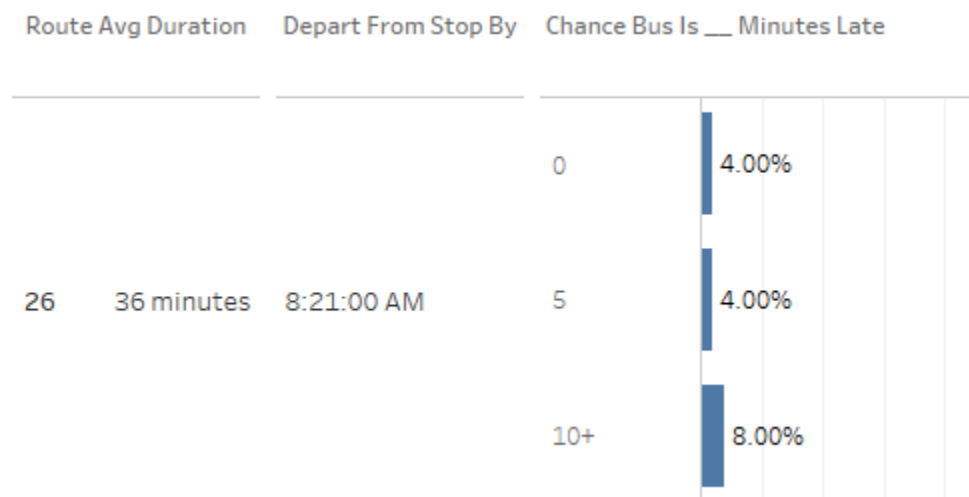 Route Avg Duration Depart From Stop By Chance Bus Is __ Minutes Late
0 4.00%
26 36 minutes 8:21:00 AM 5 4.00%
10+ 8.00%